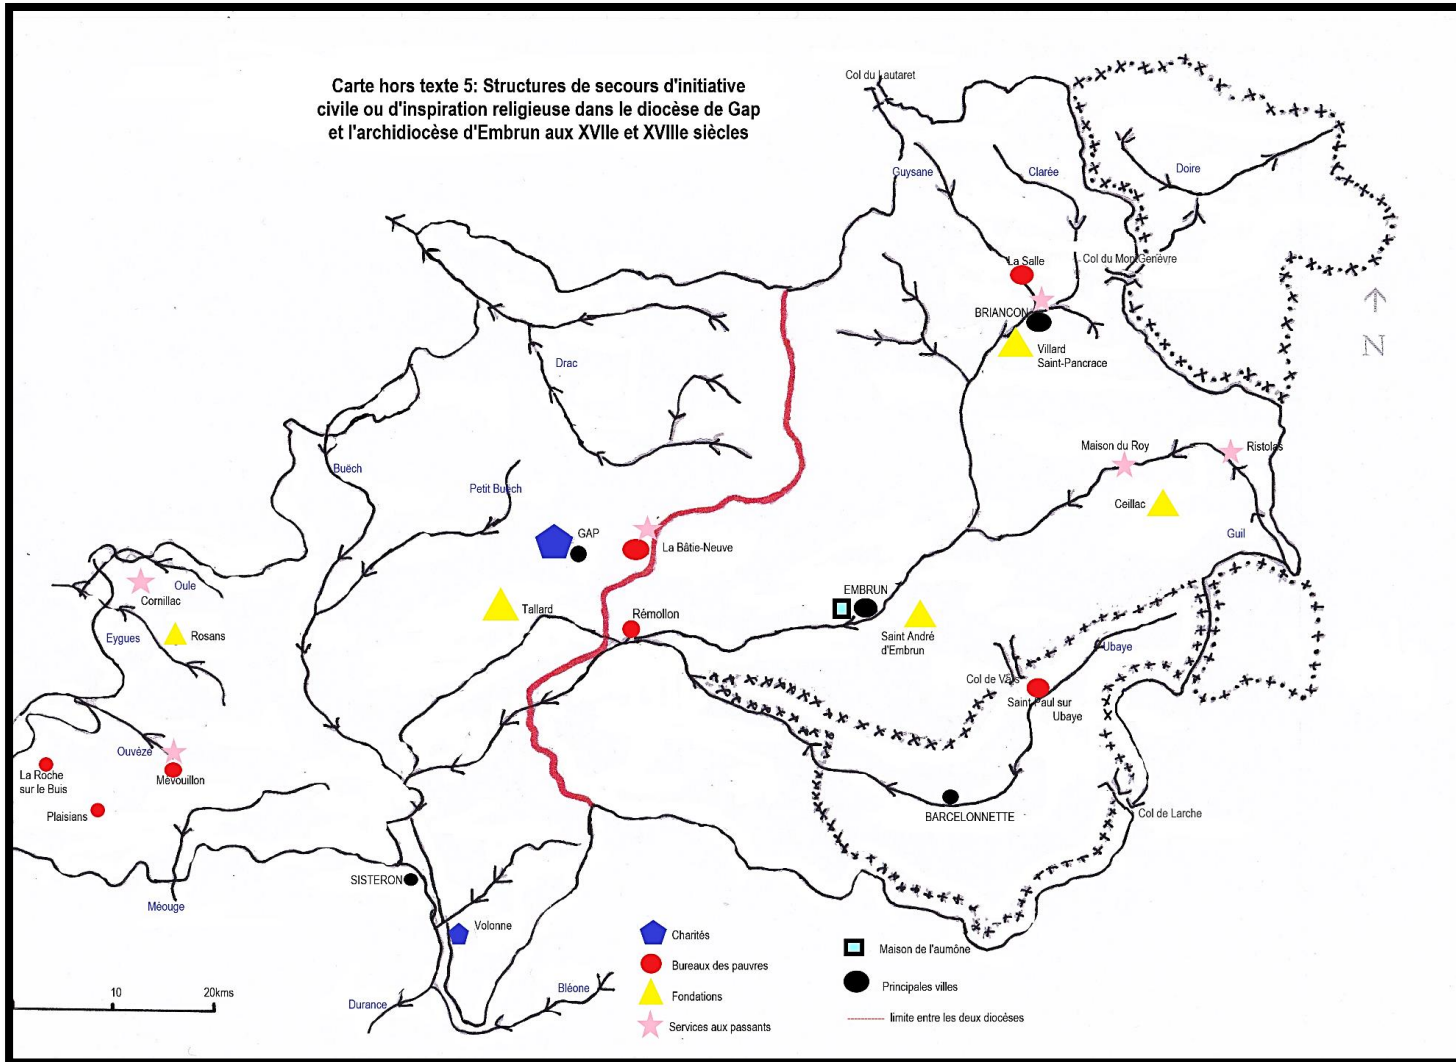 Carte hors texte 5: Structures de secours d'initiative
civile ou d'inspiration religieuse dans le diocèse de Gap
et l'archidiocèse d'Embrun aux XVIIe et XVIIIe siècles
Col du Lautaret
Guysane
Clarée
Doire
La Salle
Col du MontGenévre
BRIANCON
Villard
Saint-Pancrace
N
Drac
Buëch
Petit Buëch
Maison du Roy
Ristolas
Ceillac
Guil
GAP
La Bâtie-Neuve
Oule
Cornillac
Eygues
Rosans
Tallard
Rémollon
EMBRUN
Saint André
d'Embrun
Ubaye
Col de Vars
Saint Paul sur
Ubaye
Ouvèze
La Roche
sur le Buis
Mévouillon
Plaisians
BARCELONNETTE
Col de Larche
SISTERON
Méouge
Volonne
Durance
Bléone
10
20kms
Charités
Bureaux des pauvres
Fondations
Services aux passants
Maison de l'aumône
Principales villes
limite entre les deux diocèses